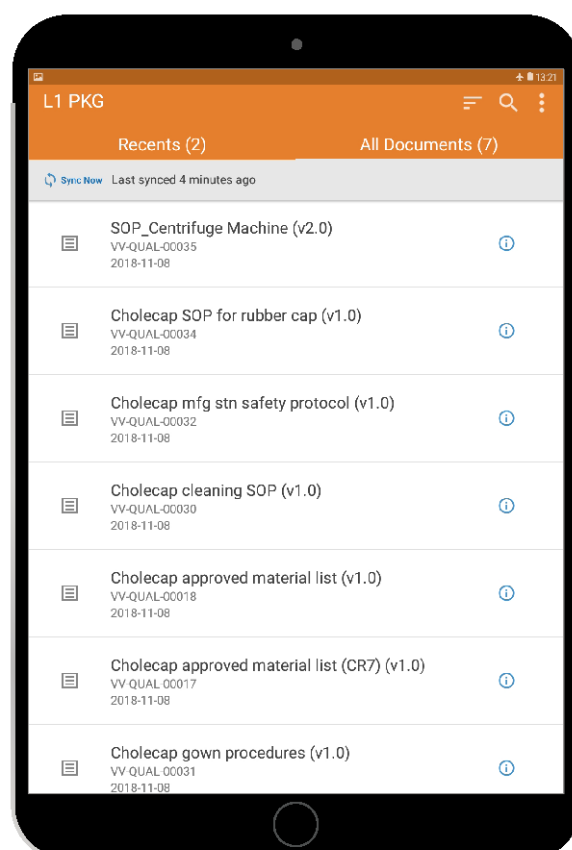 13:21
L1 PKG
Recents (2) All Documents (7)
Sync Now Last synced 4 minutes ago
SOP_Centrifuge Machine (v2.0)
VV-QUAL-00035
2018-11-08
Cholecap SOP for rubber cap (v1.0)
VV-QUAL-00034
2018-11-08
Cholecap mfg stn safety protocol (v1.0)
VV-QUAL-00032
2018-11-08
Cholecap cleaning SOP (v1.0)
VV-QUAL-00030
2018-11-08
Cholecap approved material list (v1.0)
VV-QUAL-00018
2018-11-08
Cholecap approved material list (CR7) (v1.0)
VV-QUAL-00017
2018-11-08
Cholecap gown procedures (v1.0)
VV-QUAL-00031
2018-11-08